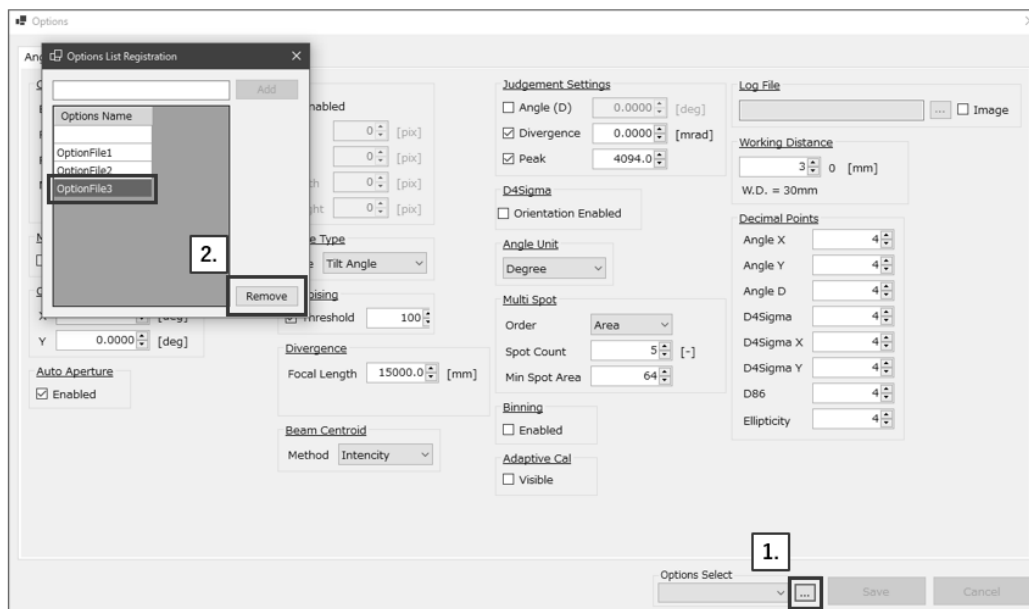 Options
Options List Registration
Add
Options Name
OptionFile1
OptionFile2
OptionFile3
2.
Remove
X [deg]
Y 0.0000 [deg]
Auto Aperture
Enabled
0 [pix]
0 [pix]
0 [pix]
0 [pix]
Tilt Angle
Threshold 100
Divergence
Focal Length 15000.0 [mm]
Beam Centroid
Method Intencity
Judgement Settings
Angle (D) 0.0000 [deg]
Divergence 0.0000 [mrad]
Peak 4094.0
D4Sigma
Orientation Enabled
Angle Unit
Degree
Multi Spot
Order Area
Spot Count 5 [-]
Min Spot Area 64
Binning
Enabled
Adaptive Cal
Visible
Log File
... Image
Working Distance
3 0 [mm]
W.D. = 30mm
Decimal Points
Angle X 4
Angle Y 4
Angle D 4
D4Sigma 4
D4Sigma X 4
D4Sigma Y 4
D86 4
Ellipticity 4
1.
Options Select
... Save Cancel